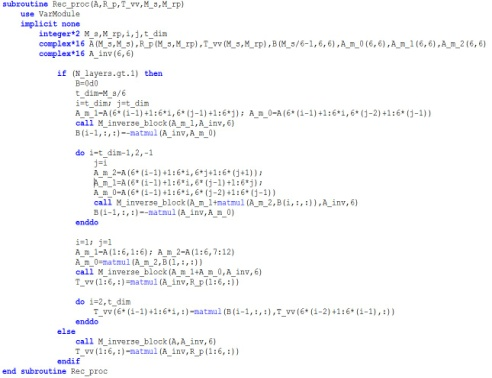 subroutine Rec_proc(A,R_p,T_vv,M_s,M_rp)
use VarModule
implicit none
integer*2 M_s,M_rp,i,j,t_dim
complex*16 A(M_s,M_s),R_p(M_s,M_rp),T_vv(M_s,M_rp),B(M_s/6-1,6,6),A_m_0(6,6),A_m_1(6,6),A_m_2(6,6)
complex*16 A_inv(6,6)
if (N_layers.gt.1) then
B=0d0
t_dim=M_s/6
i=t_dim; j=t_dim
A_m_1=A(6*(i-1)+1:6*i,6*(j-1)+1:6*j); A_m_0=A(6*(i-1)+1:6*i,6*(j-2)+1:6*(j-1))
call M_inverse_block(A_m_1,A_inv,6)
B(i-1,:,:)=-matmul(A_inv,A_m_0)
do i=t_dim-1,2,-1
j=i
A_m_2=A(6*(i-1)+1:6*i,6*j+1:6*(j+1));
A_m_1=A(6*(i-1)+1:6*i,6*(j-1)+1:6*j);
A_m_0=A(6*(i-1)+1:6*i,6*(j-2)+1:6*(j-1))
call M_inverse_block(A_m_1+matmul(A_m_2,B(i,:,:)),A_inv,6)
B(i-1,:,:)=-matmul(A_inv,A_m_0)
enddo
i=1; j=1
A_m_1=A(1:6,1:6); A_m_2=A(1:6,7:12)
A_m_0=matmul(A_m_2,B(1,:,:))
call M_inverse_block(A_m_1+A_m_0,A_inv,6)
T_vv(1:6,:)=matmul(A_inv,R_p(1:6,:))
do i=2,t_dim
T_vv(6*(i-1)+1:6*i,:)=matmul(B(i-1,:,:),T_vv(6*(i-2)+1:6*(i-1),:))
enddo
else
call M_inverse_block(A,A_inv,6)
T_vv(1:6,:)=matmul(A_inv,R_p(1:6,:))
endif
end subroutine Rec_proc